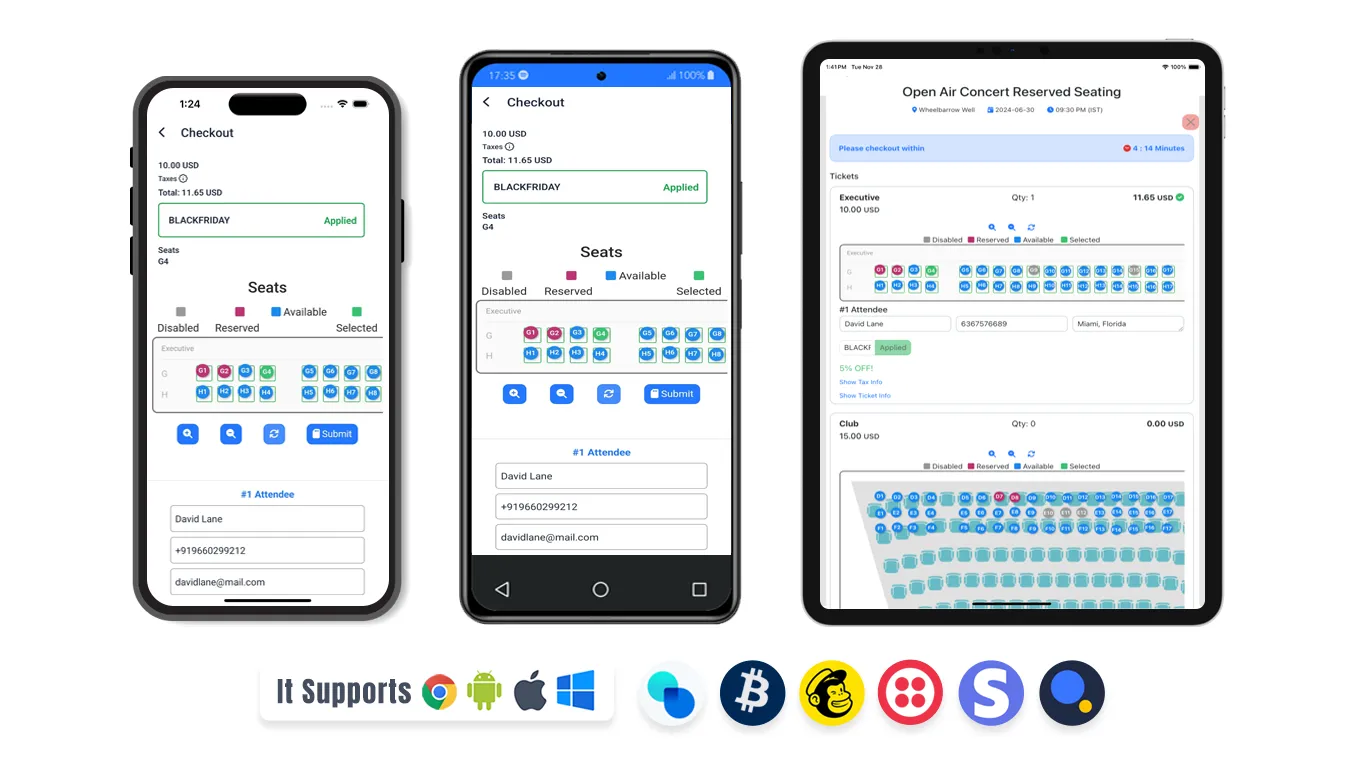 1:24
Checkout
10.00 USD
Taxes
Total: 11.65 USD
BLACKFRIDAY Applied
Seats
G4
Seats
Disabled Reserved Available Selected
Executive
G G1 G2 G3 G4 G5 G6 G7 G8
H H1 H2 H3 H4 H5 H6 H7 H8
Submit
#1 Attendee
David Lane
+919660299212
davidlane@mail.com
17:35 100%
Checkout
10.00 USD
Taxes
Total: 11.65 USD
BLACKFRIDAY Applied
Seats
G4
Seats
Disabled Reserved Available Selected
Executive
G G1 G2 G3 G4 G5 G6 G7 G8
H H1 H2 H3 H4 H5 H6 H7 H8
Submit
#1 Attendee
David Lane
+919660299212
davidlane@mail.com
1:41PM Tue Nov 28 100%
Open Air Concert Reserved Seating
Wheelbarrow Well 2024-06-30 09:30 PM (IST)
Please checkout within 4 : 14 Minutes
Tickets
Executive Qty: 1 11.65 USD
10.00 USD
Disabled Reserved Available Selected
Executive
G G1 G2 G3 G4 G5 G6 G7 G8 G9 G10 G11 G12 G13 G14 G15 G16 G17
H H1 H2 H3 H4 H5 H6 H7 H8 H9 H10 H11 H12 H13 H14 H15 H16 H17
#1 Attendee
David Lane 6367576689 Miami, Florida
BLACKF Applied
5% OFF!
Show Tax Info
Show Ticket Info
Club Qty: 0 0.00 USD
15.00 USD
Disabled Reserved Available Selected
D1 D2 D3 D4 D5 D6 D7 D8 D9 D10 D11 D12 D13 D14 D15 D16 D17
E1 E2 E3 E4 E5 E6 E7 E8 E9 E10 E11 E12 E13 E14 E15 E16 E17
F1 F2 F3 F4 F5 F6 F7 F8 F9 F10 F11 F12 F13 F14 F15 F16 F17
It Supports